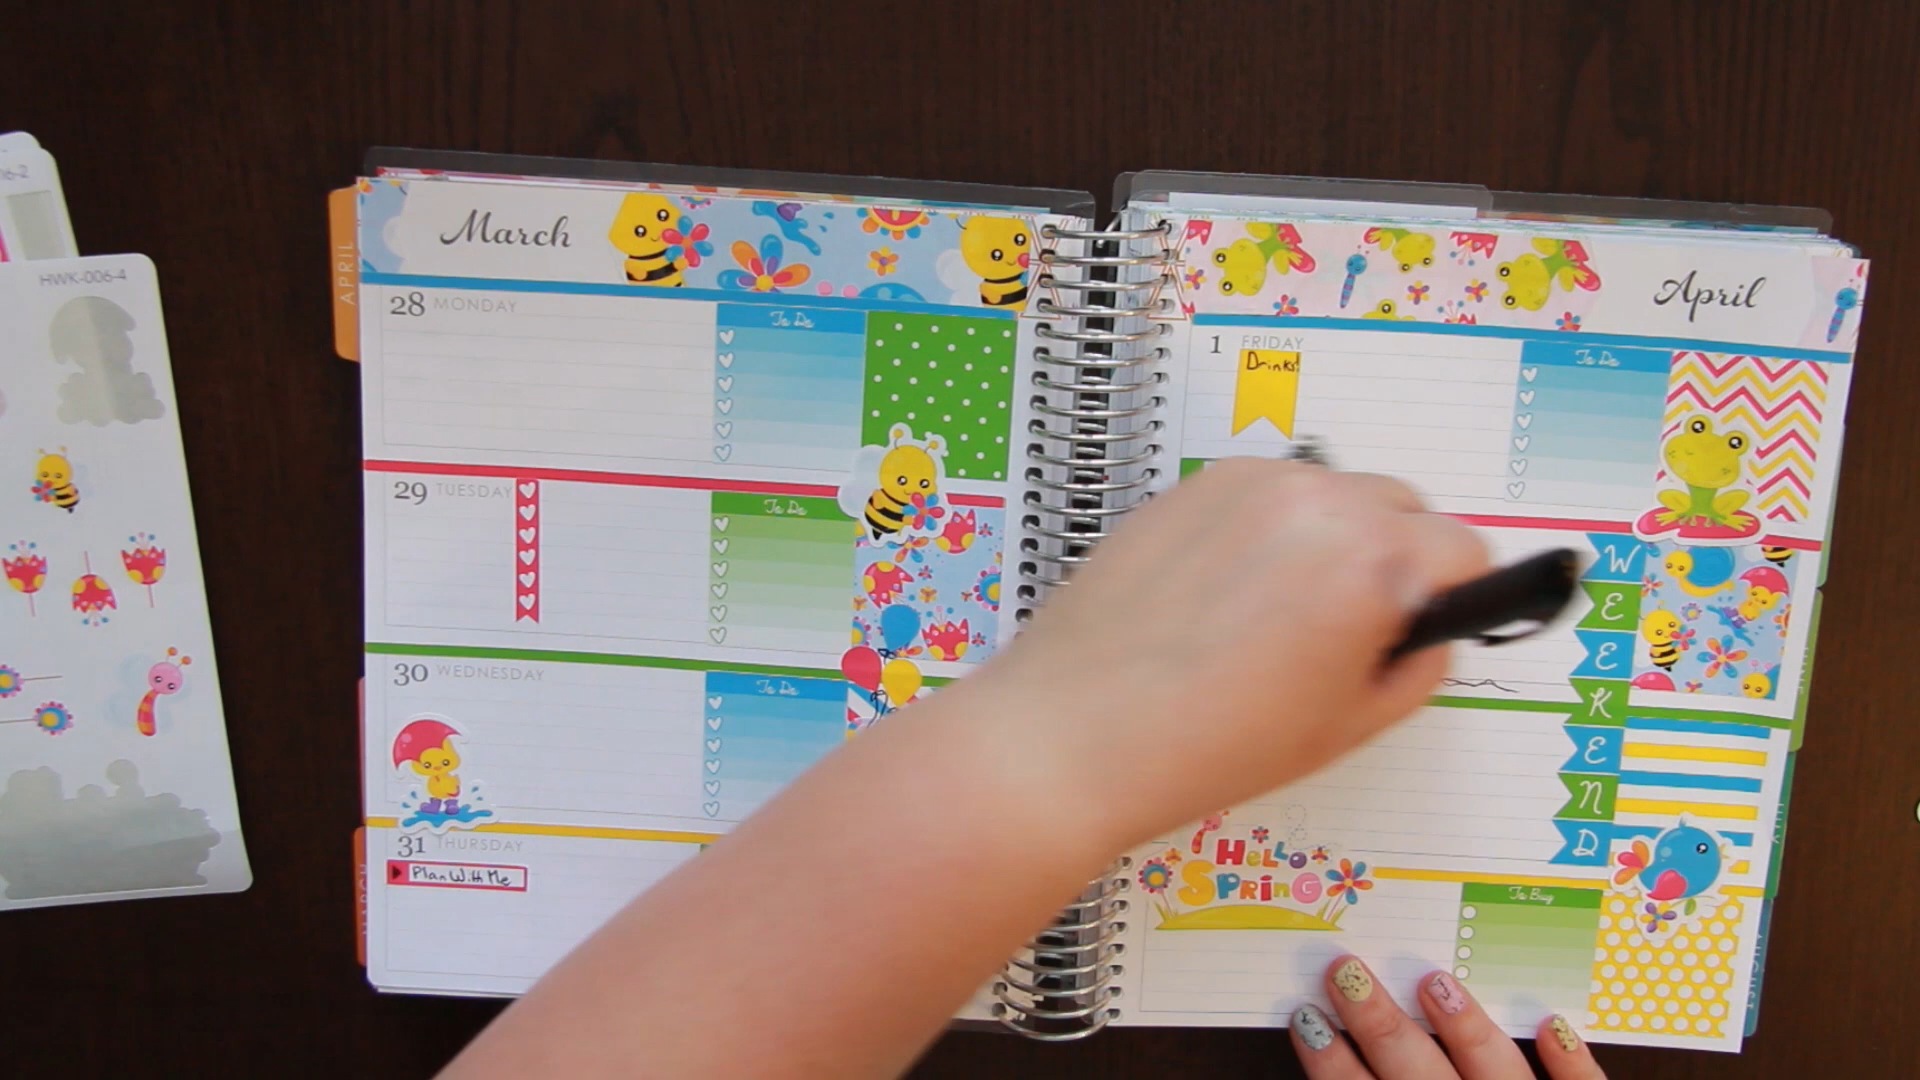 HWK-006-4
APRIL
March
28 MONDAY
To Do
29 TUESDAY
To Do
30 WEDNESDAY
To Do
31 THURSDAY
Plan With Me
April
1 FRIDAY
Drinks!
To Do
W
E
E
K
E
N
D
HELLO
SPRING
To Buy